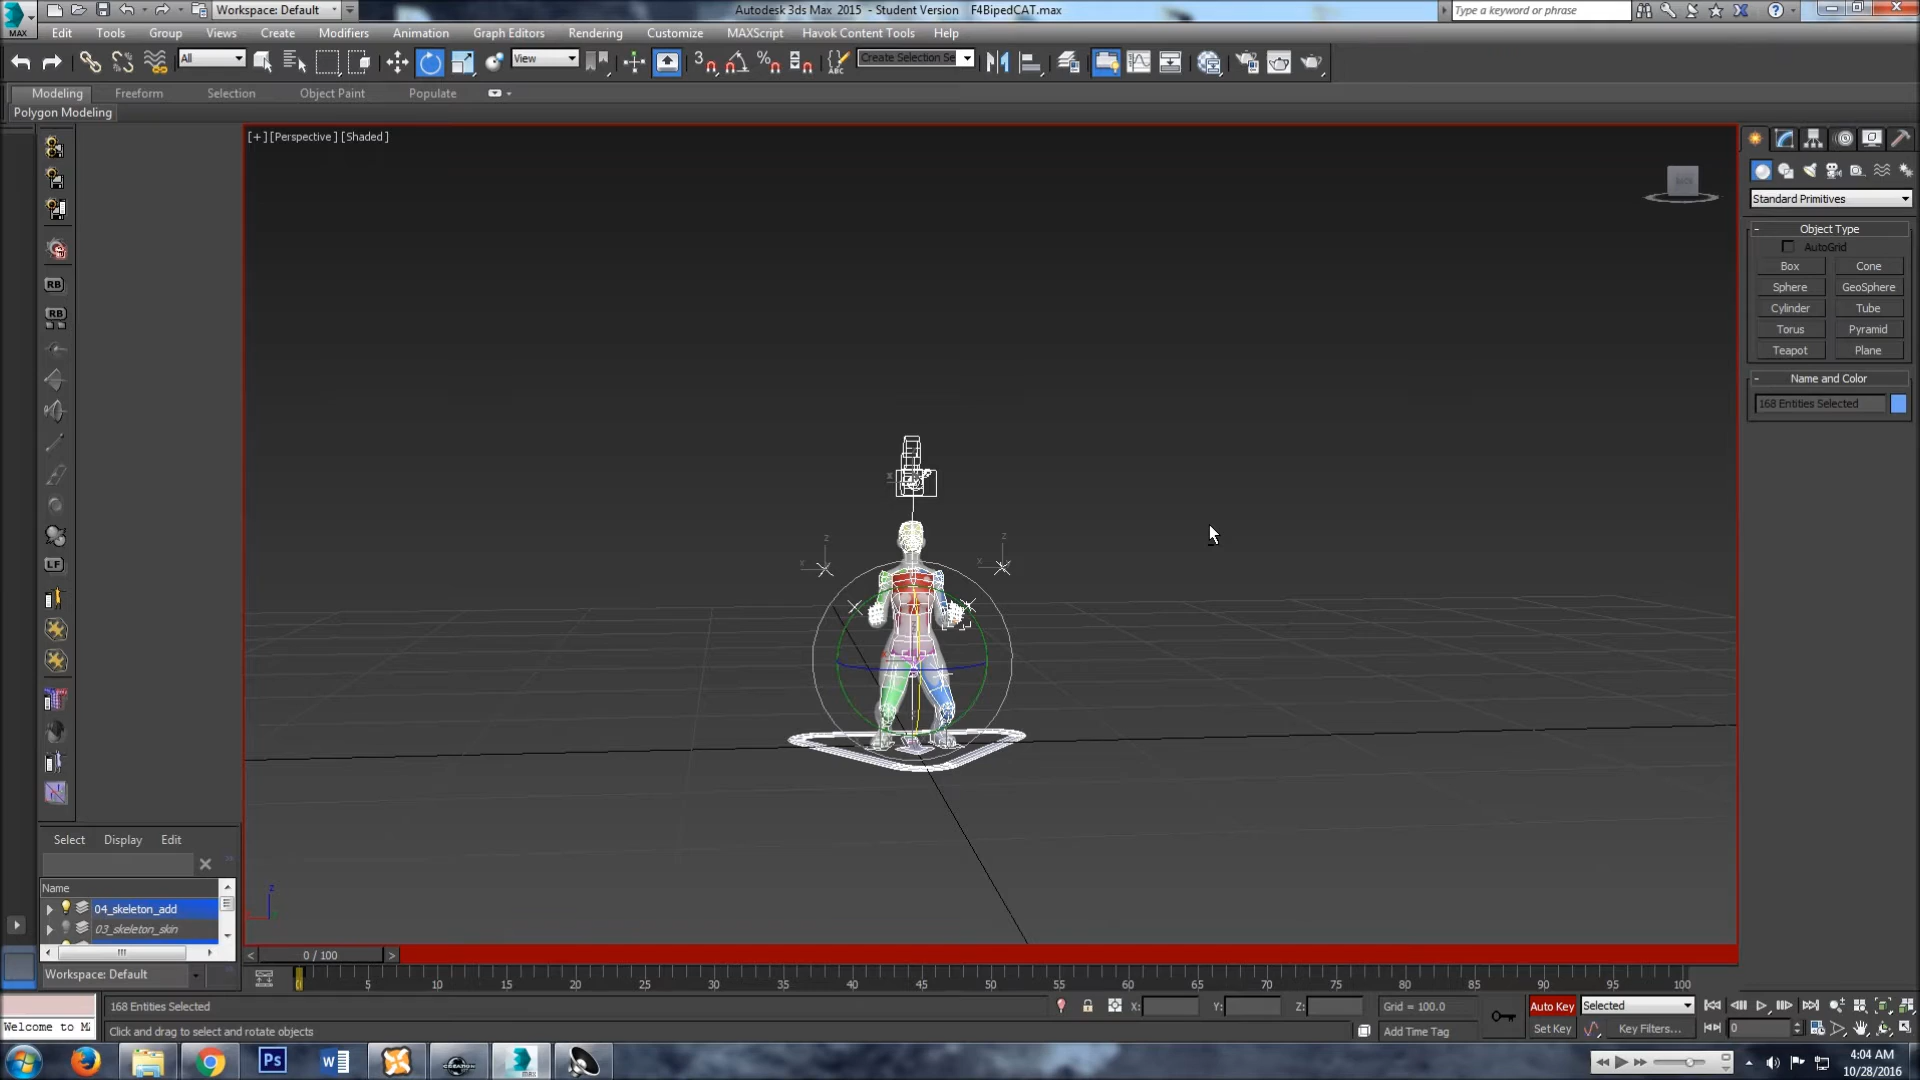 Workspace: Default
Autodesk 3ds Max 2015 - Student Version F4BipedCAT.max
Type a keyword or phrase
MAX
Edit Tools Group Views Create Modifiers Animation Graph Editors Rendering Customize MAXScript Havok Content Tools Help
All
View
Create Selection Se
Modeling Freeform Selection Object Paint Populate
Polygon Modeling
[+] [Perspective] [Shaded]
Standard Primitives
Object Type
AutoGrid
Box Cone
Sphere GeoSphere
Cylinder Tube
Torus Pyramid
Teapot Plane
Name and Color
168 Entities Selected
RB
RB
LF
Select Display Edit
Name
04_skeleton_add
03_skeleton_skin
Workspace: Default
0 / 100
5 10 15 20 25 30 35 40 45 50 55 60 65 70 75 80 85 90 95 100
168 Entities Selected
X: Y: Z: Grid = 100.0
Auto Key Selected
Welcome to
Click and drag to select and rotate objects
Add Time Tag
Set Key Key Filters...
0
Ps
4:04 AM
10/28/2016